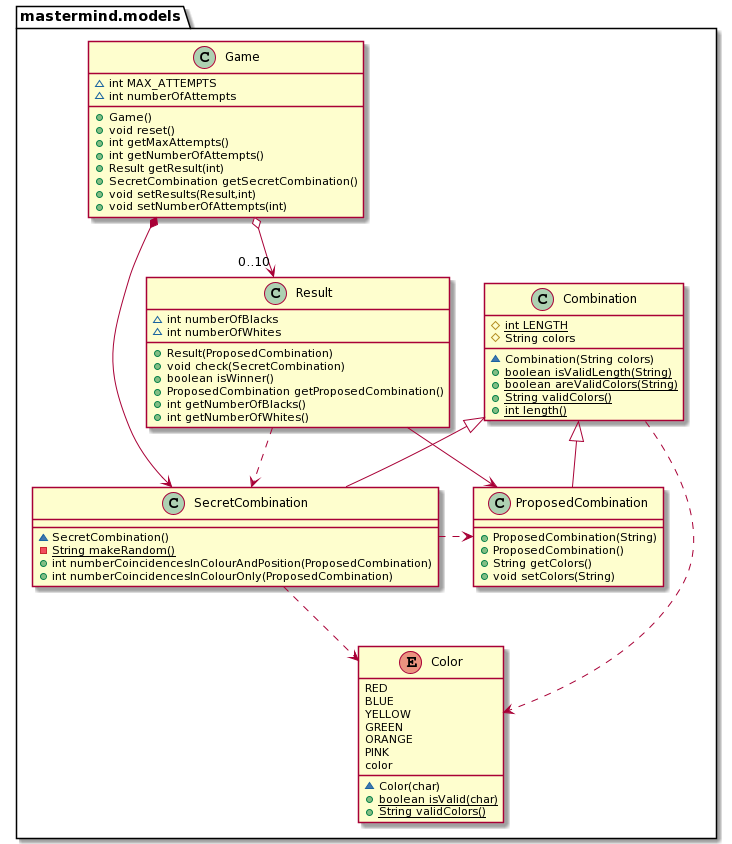 mastermind.models
C Game
int MAX_ATTEMPTS
int numberOfAttempts
Game()
void reset()
int getMaxAttempts()
int getNumberOfAttempts()
Result getResult(int)
SecretCombination getSecretCombination()
void setResults(Result,int)
void setNumberOfAttempts(int)
0..10
C Result
int numberOfBlacks
int numberOfWhites
Result(ProposedCombination)
void check(SecretCombination)
boolean isWinner()
ProposedCombination getProposedCombination()
int getNumberOfBlacks()
int getNumberOfWhites()
C Combination
int LENGTH
String colors
Combination(String colors)
boolean isValidLength(String)
boolean areValidColors(String)
String validColors()
int length()
C SecretCombination
SecretCombination()
String makeRandom()
int numberCoincidencesInColourAndPosition(ProposedCombination)
int numberCoincidencesInColourOnly(ProposedCombination)
C ProposedCombination
ProposedCombination(String)
ProposedCombination()
String getColors()
void setColors(String)
E Color
RED
BLUE
YELLOW
GREEN
ORANGE
PINK
color
Color(char)
boolean isValid(char)
String validColors()